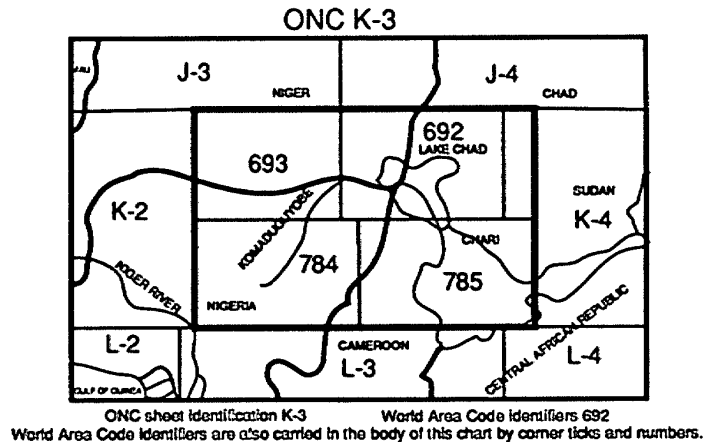 ONC K-3
J-3
J-4
NIGER
CHAD
692
LAKE CHAD
693
SUDAN
K-2
K-4
KOMADUGUYOBE
CHARI
784
785
NIGER RIVER
NIGERIA
CENTRAL AFRICAN REPUBLIC
L-2
CAMEROON
L-3
L-4
GULF OF GUINEA
ONC sheet identification K-3
World Area Code identifiers 692
World Area Code identifiers are also carried in the body of this chart by corner ticks and numbers.